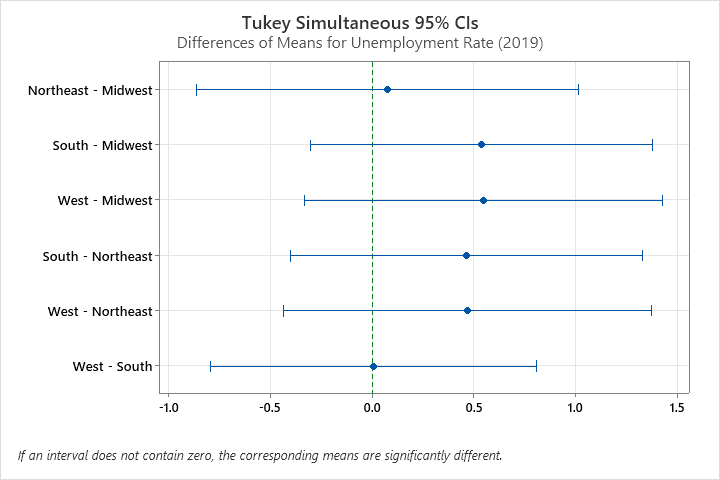 Tukey Simultaneous 95% CIs
Differences of Means for Unemployment Rate (2019)
Northeast - Midwest
South - Midwest
West - Midwest
South - Northeast
West - Northeast
West - South
-1.0 -0.5 0.0 0.5 1.0 1.5
If an interval does not contain zero, the corresponding means are significantly different.